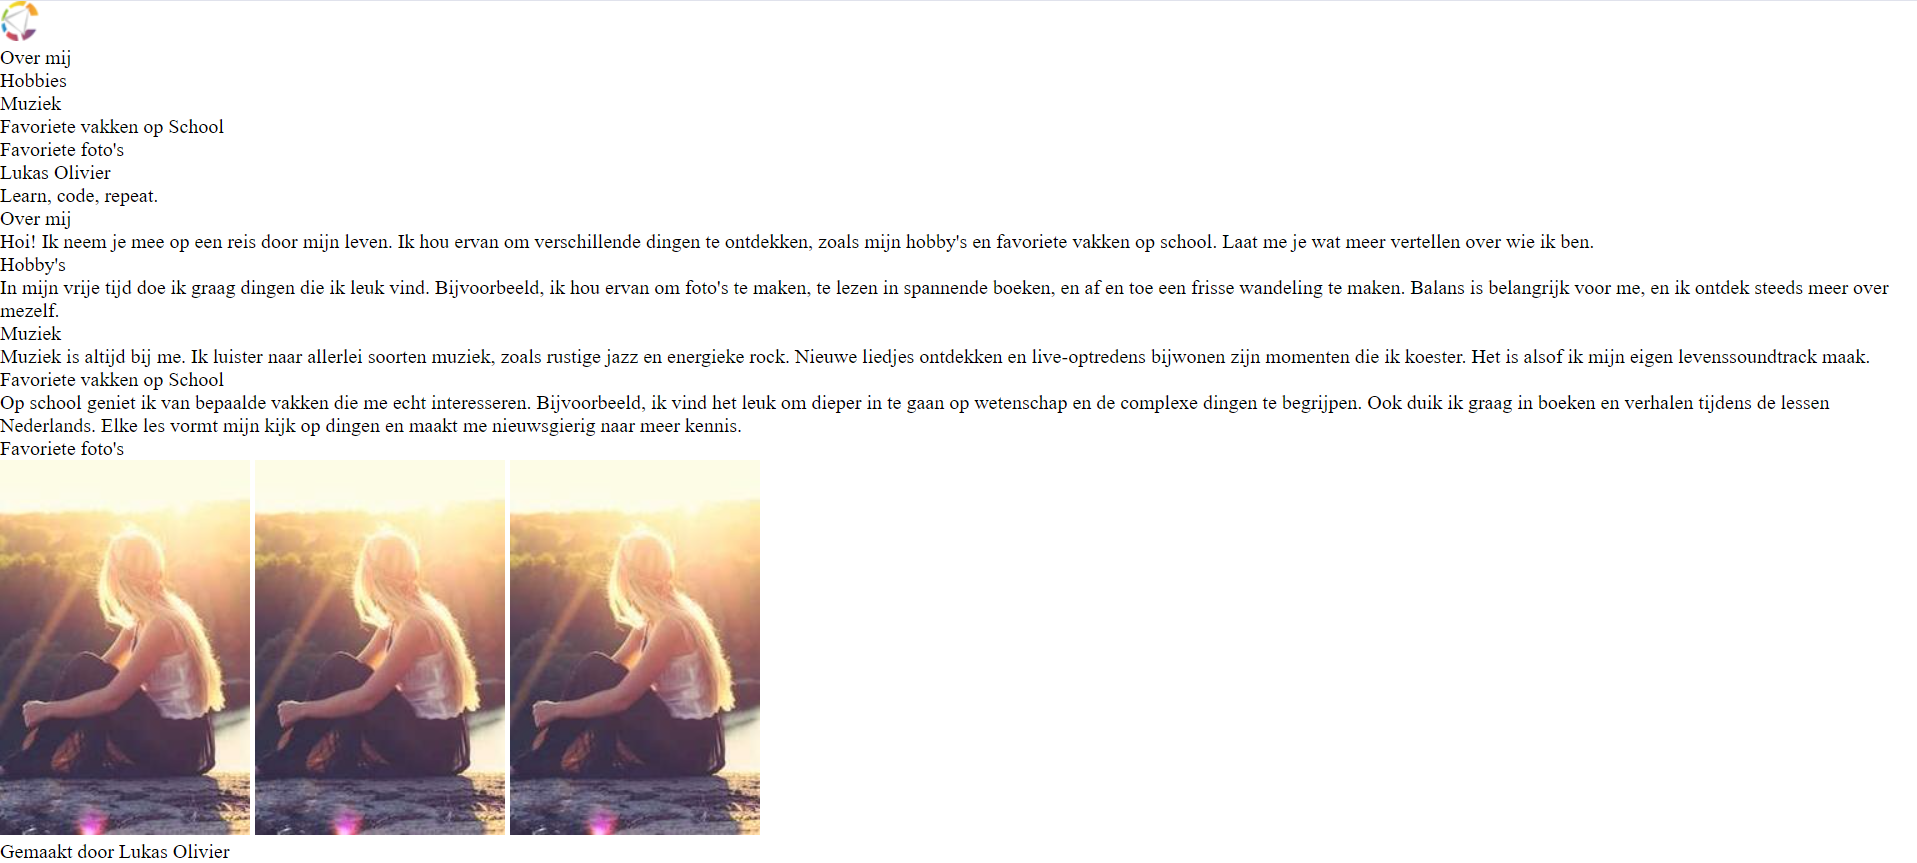 Over mij
Hobbies
Muziek
Favoriete vakken op School
Favoriete foto's
Lukas Olivier
Learn, code, repeat.
Over mij
Hoi! Ik neem je mee op een reis door mijn leven. Ik hou ervan om verschillende dingen te ontdekken, zoals mijn hobby's en favoriete vakken op school. Laat me je wat meer vertellen over wie ik ben.
Hobby's
In mijn vrije tijd doe ik graag dingen die ik leuk vind. Bijvoorbeeld, ik hou ervan om foto's te maken, te lezen in spannende boeken, en af en toe een frisse wandeling te maken. Balans is belangrijk voor me, en ik ontdek steeds meer over
mezelf.
Muziek
Muziek is altijd bij me. Ik luister naar allerlei soorten muziek, zoals rustige jazz en energieke rock. Nieuwe liedjes ontdekken en live-optredens bijwonen zijn momenten die ik koester. Het is alsof ik mijn eigen levenssoundtrack maak.
Favoriete vakken op School
Op school geniet ik van bepaalde vakken die me echt interesseren. Bijvoorbeeld, ik vind het leuk om dieper in te gaan op wetenschap en de complexe dingen te begrijpen. Ook duik ik graag in boeken en verhalen tijdens de lessen
Nederlands. Elke les vormt mijn kijk op dingen en maakt me nieuwsgierig naar meer kennis.
Favoriete foto's
Gemaakt door Lukas Olivier